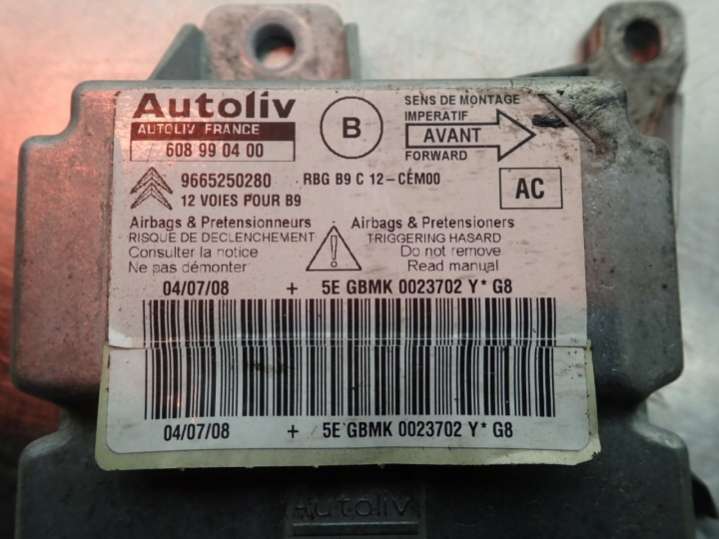 Autoliv
AUTOLIV FRANCE
608 99 04 00
B
SENS DE MONTAGE
IMPERATIF
AVANT
FORWARD
9665250280 RBG B9 C 12-CEM00
12 VOIES POUR B9
AC
Airbags & Pretensionneurs
RISQUE DE DECLENCHEMENT
Consulter la notice
Ne pas démonter
Airbags & Pretensioners
TRIGGERING HASARD
Do not remove
Read manual
04/07/08 + 5E GBMK 0023702 Y* G8
04/07/08 + 5E GBMK 0023702 Y* G8
Autoliv